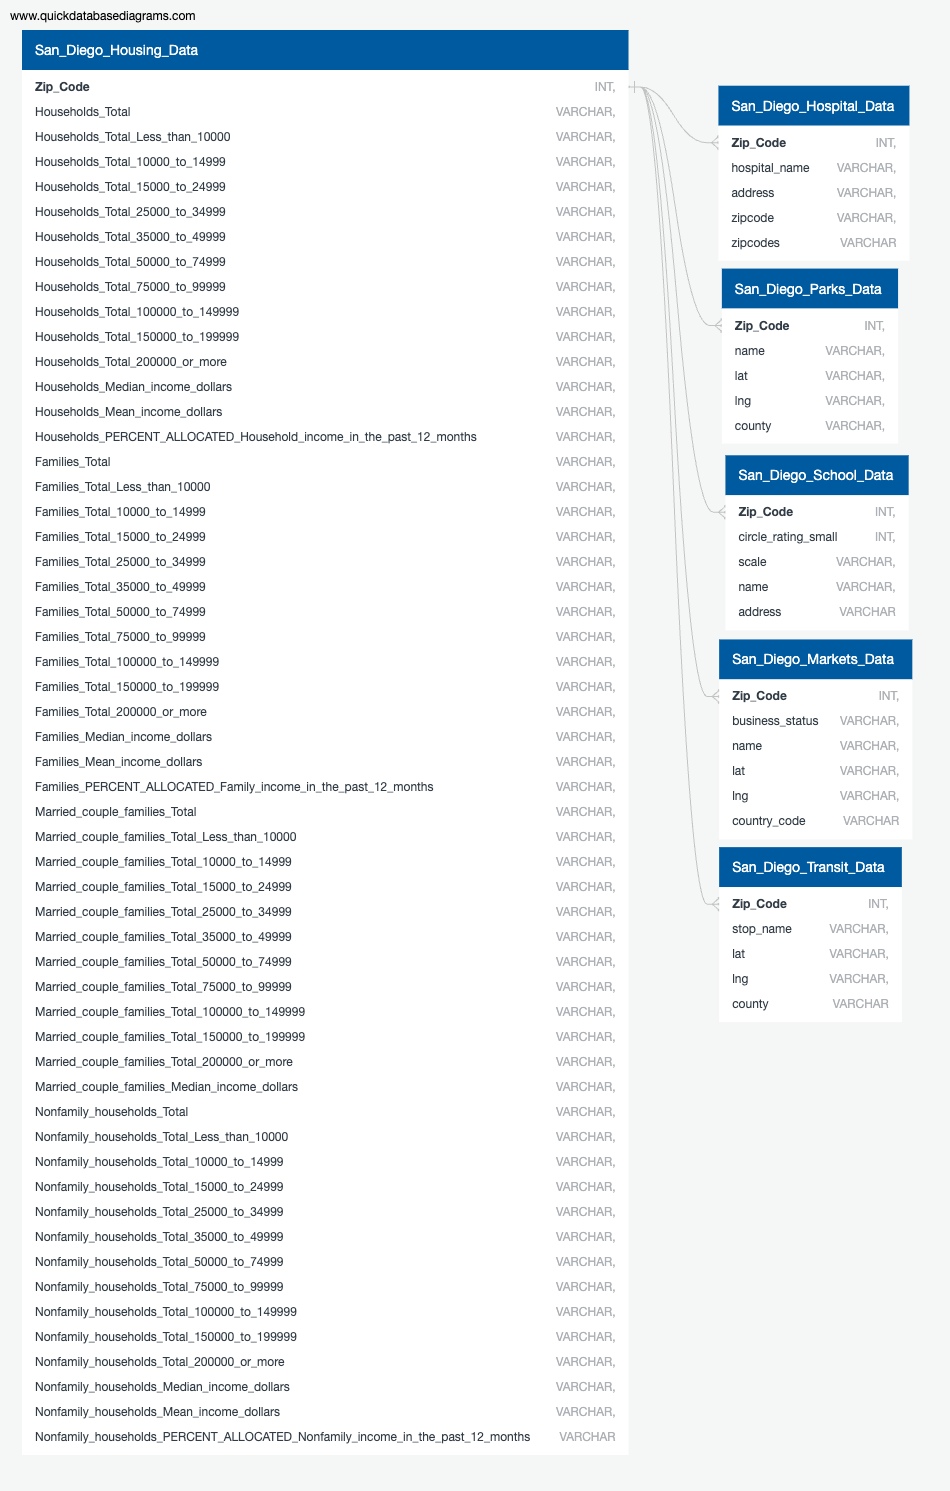 www.quickdatabasediagrams.com
San_Diego_Housing_Data
Zip_Code INT,
Households_Total VARCHAR,
Households_Total_Less_than_10000 VARCHAR,
Households_Total_10000_to_14999 VARCHAR,
Households_Total_15000_to_24999 VARCHAR,
Households_Total_25000_to_34999 VARCHAR,
Households_Total_35000_to_49999 VARCHAR,
Households_Total_50000_to_74999 VARCHAR,
Households_Total_75000_to_99999 VARCHAR,
Households_Total_100000_to_149999 VARCHAR,
Households_Total_150000_to_199999 VARCHAR,
Households_Total_200000_or_more VARCHAR,
Households_Median_income_dollars VARCHAR,
Households_Mean_income_dollars VARCHAR,
Households_PERCENT_ALLOCATED_Household_income_in_the_past_12_months VARCHAR,
Families_Total VARCHAR,
Families_Total_Less_than_10000 VARCHAR,
Families_Total_10000_to_14999 VARCHAR,
Families_Total_15000_to_24999 VARCHAR,
Families_Total_25000_to_34999 VARCHAR,
Families_Total_35000_to_49999 VARCHAR,
Families_Total_50000_to_74999 VARCHAR,
Families_Total_75000_to_99999 VARCHAR,
Families_Total_100000_to_149999 VARCHAR,
Families_Total_150000_to_199999 VARCHAR,
Families_Total_200000_or_more VARCHAR,
Families_Median_income_dollars VARCHAR,
Families_Mean_income_dollars VARCHAR,
Families_PERCENT_ALLOCATED_Family_income_in_the_past_12_months VARCHAR,
Married_couple_families_Total VARCHAR,
Married_couple_families_Total_Less_than_10000 VARCHAR,
Married_couple_families_Total_10000_to_14999 VARCHAR,
Married_couple_families_Total_15000_to_24999 VARCHAR,
Married_couple_families_Total_25000_to_34999 VARCHAR,
Married_couple_families_Total_35000_to_49999 VARCHAR,
Married_couple_families_Total_50000_to_74999 VARCHAR,
Married_couple_families_Total_75000_to_99999 VARCHAR,
Married_couple_families_Total_100000_to_149999 VARCHAR,
Married_couple_families_Total_150000_to_199999 VARCHAR,
Married_couple_families_Total_200000_or_more VARCHAR,
Married_couple_families_Median_income_dollars VARCHAR,
Nonfamily_households_Total VARCHAR,
Nonfamily_households_Total_Less_than_10000 VARCHAR,
Nonfamily_households_Total_10000_to_14999 VARCHAR,
Nonfamily_households_Total_15000_to_24999 VARCHAR,
Nonfamily_households_Total_25000_to_34999 VARCHAR,
Nonfamily_households_Total_35000_to_49999 VARCHAR,
Nonfamily_households_Total_50000_to_74999 VARCHAR,
Nonfamily_households_Total_75000_to_99999 VARCHAR,
Nonfamily_households_Total_100000_to_149999 VARCHAR,
Nonfamily_households_Total_150000_to_199999 VARCHAR,
Nonfamily_households_Total_200000_or_more VARCHAR,
Nonfamily_households_Median_income_dollars VARCHAR,
Nonfamily_households_Mean_income_dollars VARCHAR,
Nonfamily_households_PERCENT_ALLOCATED_Nonfamily_income_in_the_past_12_months VARCHAR
San_Diego_Hospital_Data
Zip_Code INT,
hospital_name VARCHAR,
address VARCHAR,
zipcode VARCHAR,
zipcodes VARCHAR
San_Diego_Parks_Data
Zip_Code INT,
name VARCHAR,
lat VARCHAR,
lng VARCHAR,
county VARCHAR,
San_Diego_School_Data
Zip_Code INT,
circle_rating_small INT,
scale VARCHAR,
name VARCHAR,
address VARCHAR
San_Diego_Markets_Data
Zip_Code INT,
business_status VARCHAR,
name VARCHAR,
lat VARCHAR,
lng VARCHAR,
country_code VARCHAR
San_Diego_Transit_Data
Zip_Code INT,
stop_name VARCHAR,
lat VARCHAR,
lng VARCHAR,
county VARCHAR